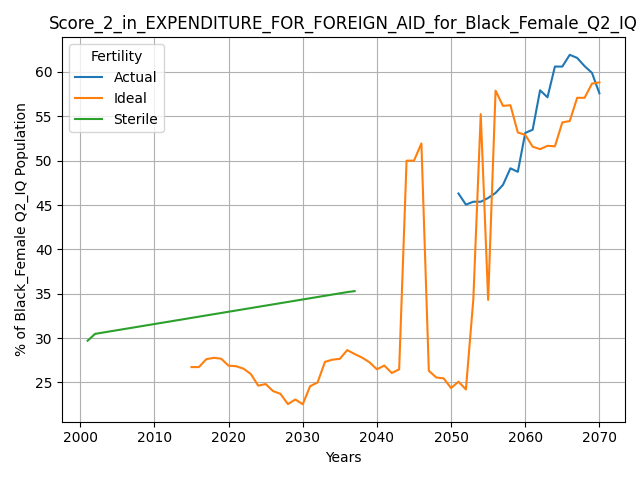 Score_2_in_EXPENDITURE_FOR_FOREIGN_AID_for_Black_Female_Q2_IQ
Fertility
Actual
Ideal
Sterile
% of Black_Female Q2_IQ Population
60
55
50
45
40
35
30
25
2000 2010 2020 2030 2040 2050 2060 2070
Years